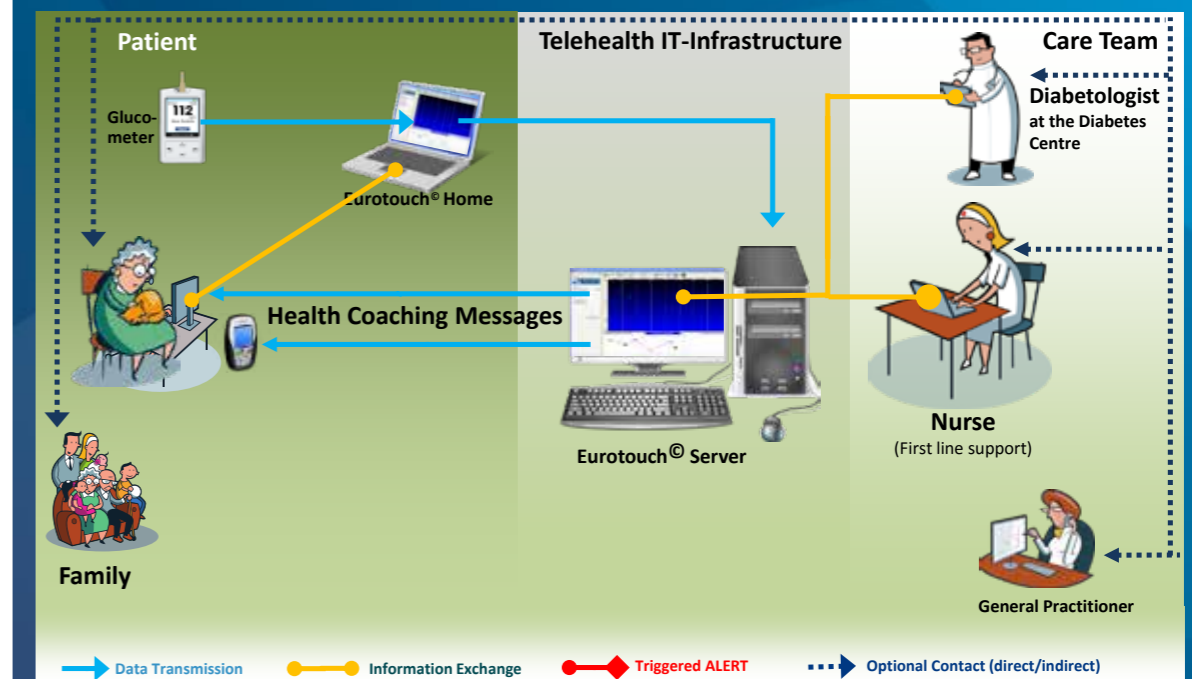 Patient
Telehealth IT-Infrastructure
Care Team
112
Gluco-
meter
Eurotouch© Home
Diabetologist
at the Diabetes
Centre
Health Coaching Messages
Eurotouch© Server
Nurse
(First line support)
Family
General Practitioner
Data Transmission
Information Exchange
Triggered ALERT
Optional Contact (direct/indirect)